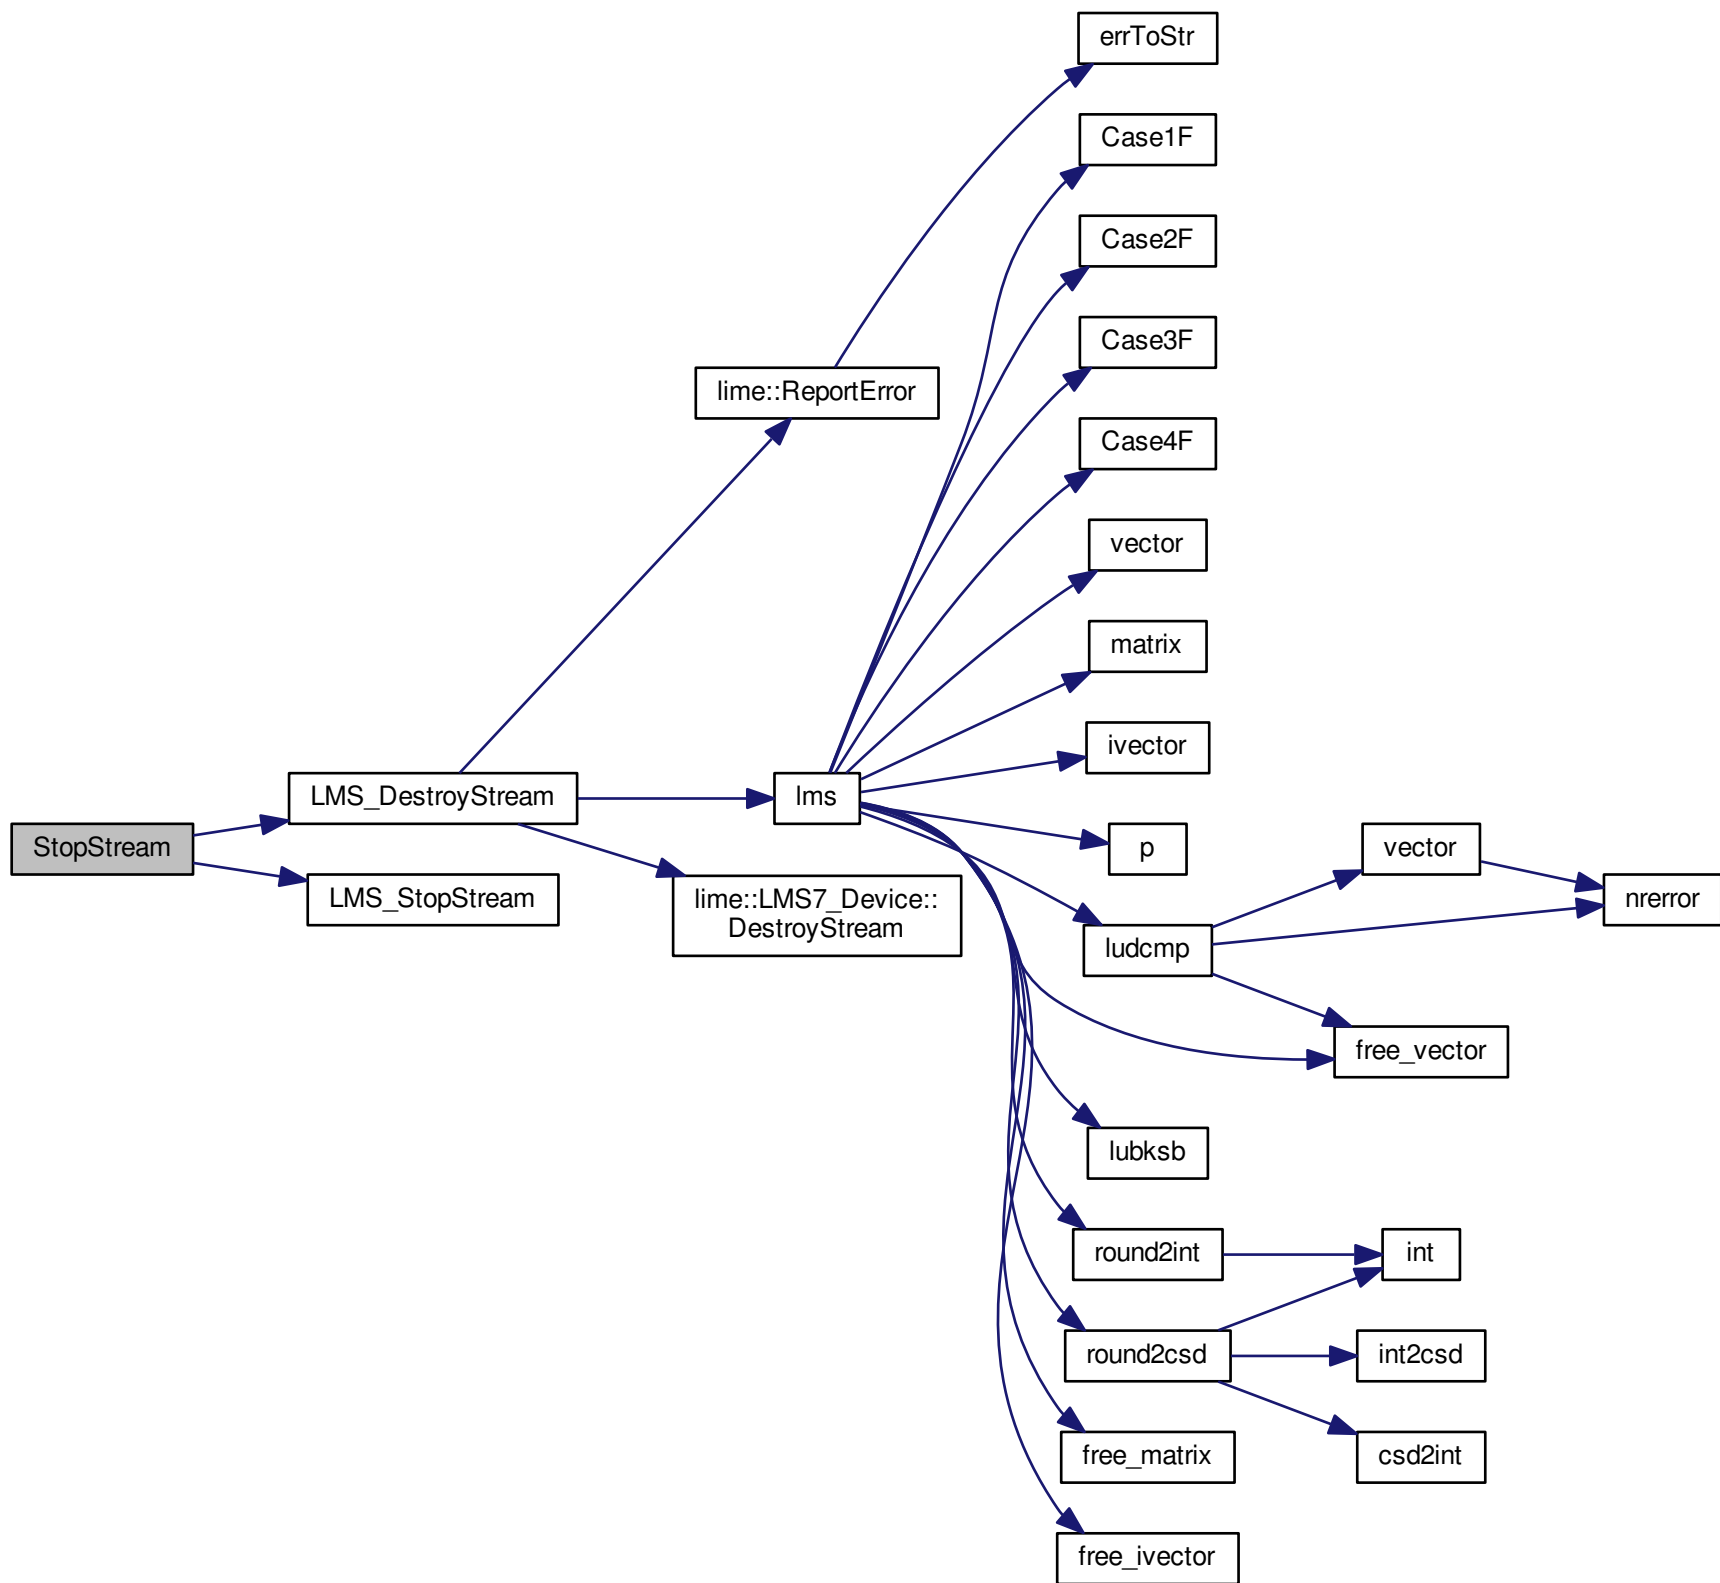 errToStr
Case1F
Case2F
Case3F
lime::ReportError
Case4F
vector
matrix
ivector
LMS_DestroyStream
lms
StopStream
p
vector
LMS_StopStream
lime::LMS7_Device::
DestroyStream
nrerror
ludcmp
free_vector
lubksb
round2int
int
round2csd
int2csd
free_matrix
csd2int
free_ivector